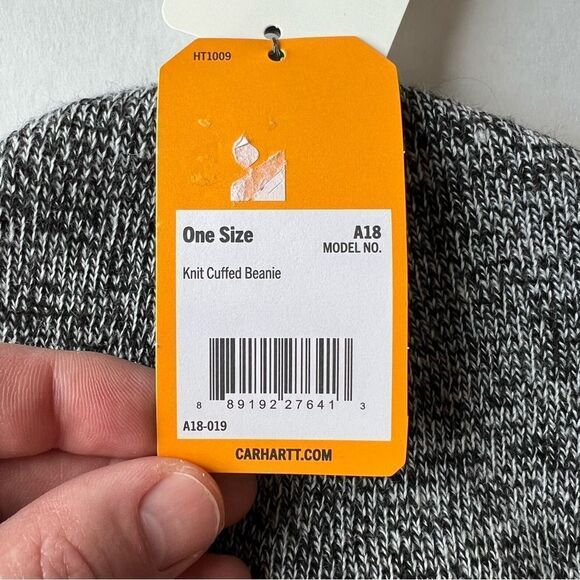 HT1009
One Size
A18
MODEL NO.
Knit Cuffed Beanie
8 89192 27641 3
A18-019
CARHARTT.COM